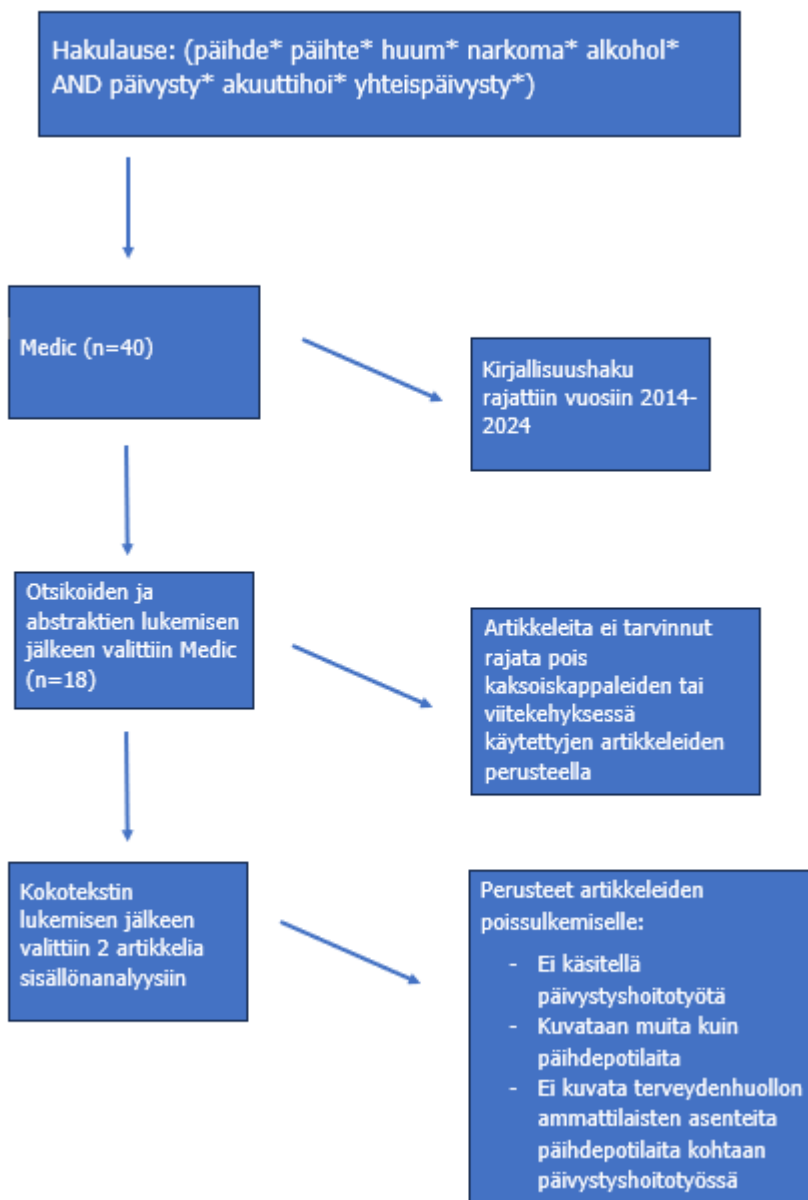 Hakulause: (päihde* päihte* huum* narkoma* alkohol*
AND päivysty* akuuttihoi* yhteispäivysty*)
Medic (n=40)
Kirjallisuushaku
rajattiin vuosiin 2014-
2024
Otsikoiden ja
abstraktien lukemisen
jälkeen valittiin Medic
(n=18)
Artikkeleita ei tarvinnut
rajata pois
kaksoiskappaleiden tai
viitekehyksessä
käytettyjen artikkeleiden
perusteella
Kokotekstin
lukemisen jälkeen
valittiin 2 artikkelia
sisällönanalyysiin
Perusteet artikkeleiden
poissulkemiselle:
- Ei käsitellä
päivystyshoitotyötä
- Kuvataan muita kuin
päihdepotilaita
- Ei kuvata terveydenhuollon
ammattilaisten asenteita
päihdepotilaita kohtaan
päivystyshoitotyössä